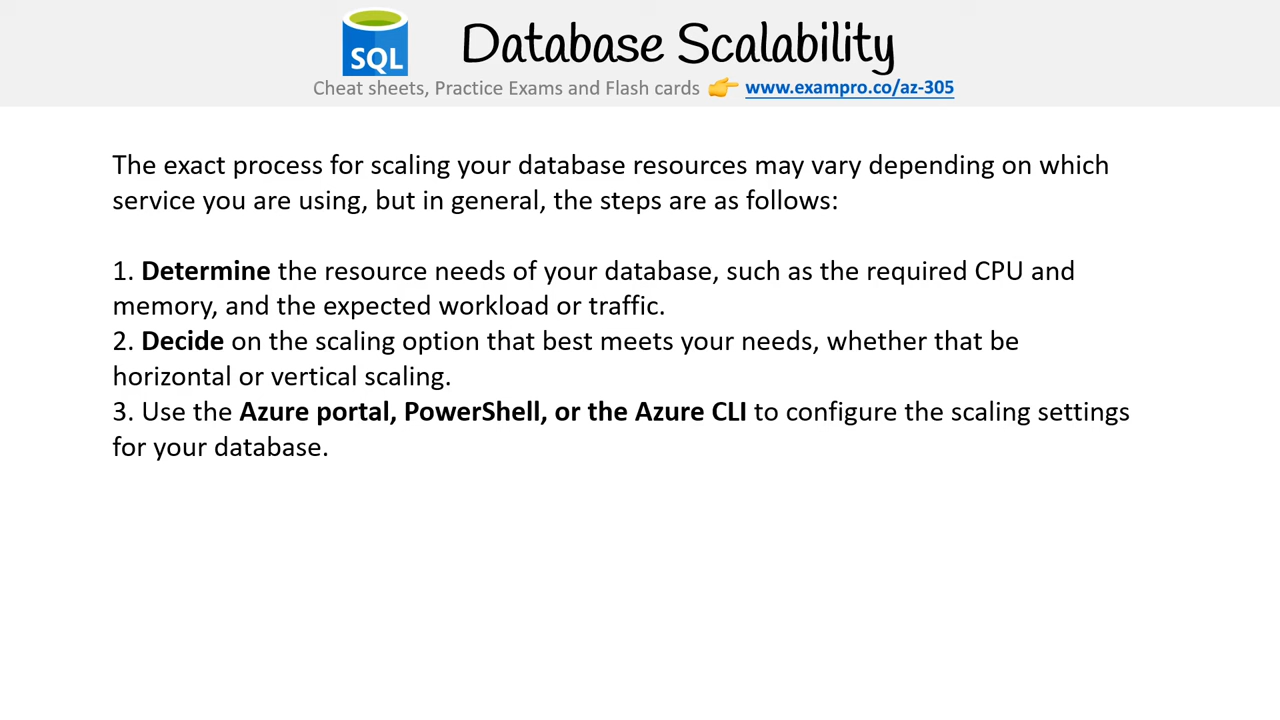 SQL
Database Scalability
Cheat sheets, Practice Exams and Flash cards 👉 www.exampro.co/az-305
The exact process for scaling your database resources may vary depending on which
service you are using, but in general, the steps are as follows:
1. Determine the resource needs of your database, such as the required CPU and
memory, and the expected workload or traffic.
2. Decide on the scaling option that best meets your needs, whether that be
horizontal or vertical scaling.
3. Use the Azure portal, PowerShell, or the Azure CLI to configure the scaling settings
for your database.